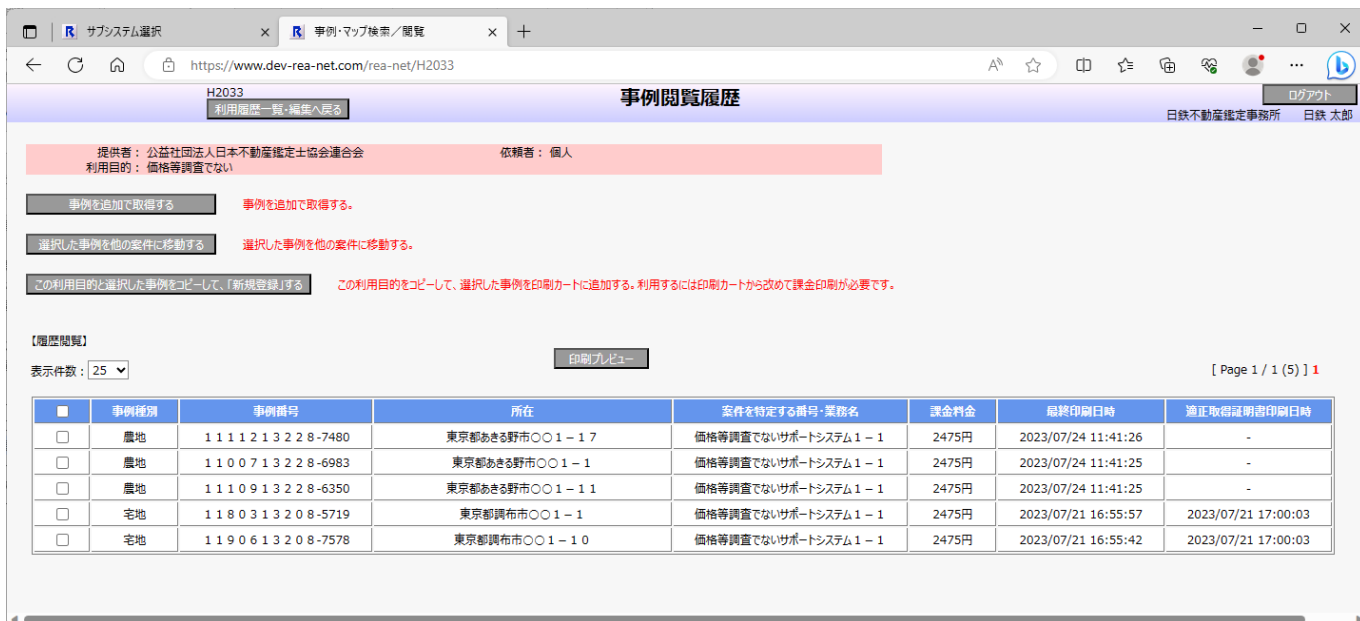 サブシステム選択
事例・マップ検索／閲覧
https://www.dev-rea-net.com/rea-net/H2033
H2033
利用履歴一覧・編集へ戻る
事例閲覧履歴
ログアウト
日鉄不動産鑑定事務所 日鉄 太郎
提供者： 公益社団法人日本不動産鑑定士協会連合会 依頼者： 個人
利用目的： 価格等調査でない
事例を追加で取得する 事例を追加で取得する。
選択した事例を他の案件に移動する 選択した事例を他の案件に移動する。
この利用目的と選択した事例をコピーして、「新規登録」する この利用目的をコピーして、選択した事例を印刷カートに追加する。利用するには印刷カートから改めて課金印刷が必要です。
【履歴閲覧】
印刷プレビュー
表示件数： 25 [ Page 1 / 1 (5) ] 1
事例種別 事例番号 所在 案件を特定する番号・業務名 課金料金 最終印刷日時 適正取得証明書印刷日時
農地 １１１１２１３２２８-7480 東京都あきる野市○○１－１７ 価格等調査でないサポートシステム１－１ 2475円 2023/07/24 11:41:26 -
農地 １１００７１３２２８-6983 東京都あきる野市○○１－１ 価格等調査でないサポートシステム１－１ 2475円 2023/07/24 11:41:25 -
農地 １１１０９１３２２８-6350 東京都あきる野市○○１－１１ 価格等調査でないサポートシステム１－１ 2475円 2023/07/24 11:41:25 -
宅地 １１８０３１３２０８-5719 東京都調布市○○１－１ 価格等調査でないサポートシステム１－１ 2475円 2023/07/21 16:55:57 2023/07/21 17:00:03
宅地 １１９０６１３２０８-7578 東京都調布市○○１－１０ 価格等調査でないサポートシステム１－１ 2475円 2023/07/21 16:55:42 2023/07/21 17:00:03